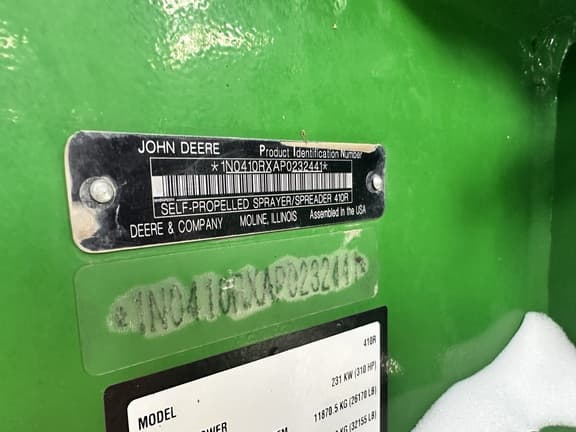 JOHN DEERE Product Identification Number
*1N0410RXAP0232441*
SELF-PROPELLED SPRAYER/SPREADER 410R
DEERE & COMPANY MOLINE, ILLINOIS Assembled in the USA
*1N0410RXAP0232441*
MODEL 410R
231 KW (310 HP)
11870.5 KG (26170 LB)
KG (32155 LB)